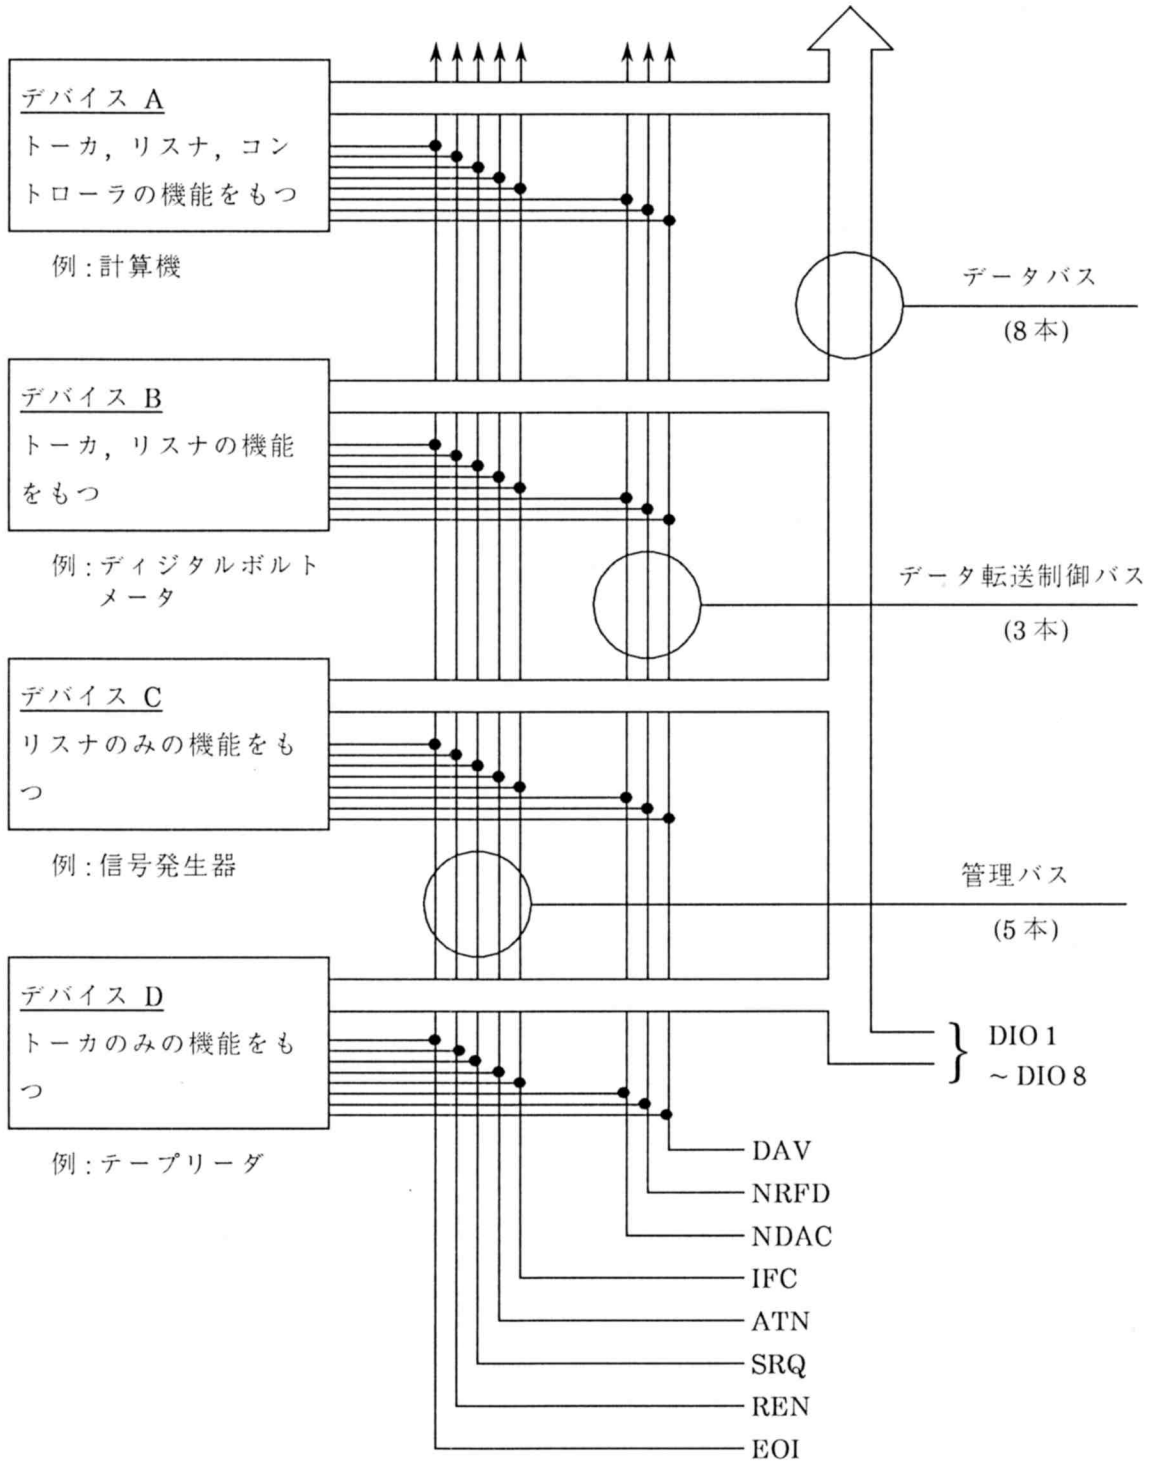 デバイス A
トーカ, リスナ, コン
トローラの機能をもつ
例:計算機
データバス
(8本)
デバイス B
トーカ, リスナの機能
をもつ
例:ディジタルボルト
メータ
データ転送制御バス
(3本)
デバイス C
リスナのみの機能をも
つ
例:信号発生器
管理バス
(5本)
デバイス D
トーカのみの機能をも
つ
例:テープリーダ
DIO 1
~ DIO 8
DAV
NRFD
NDAC
IFC
ATN
SRQ
REN
EOI